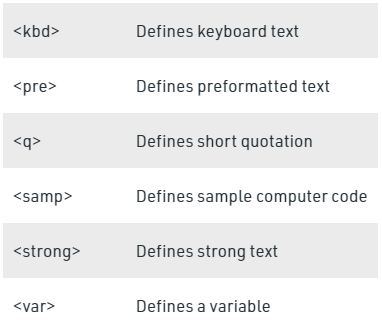 <kbd> Defines keyboard text
<pre> Defines preformatted text
<q> Defines short quotation
<samp> Defines sample computer code
<strong> Defines strong text
<var> Defines a variable